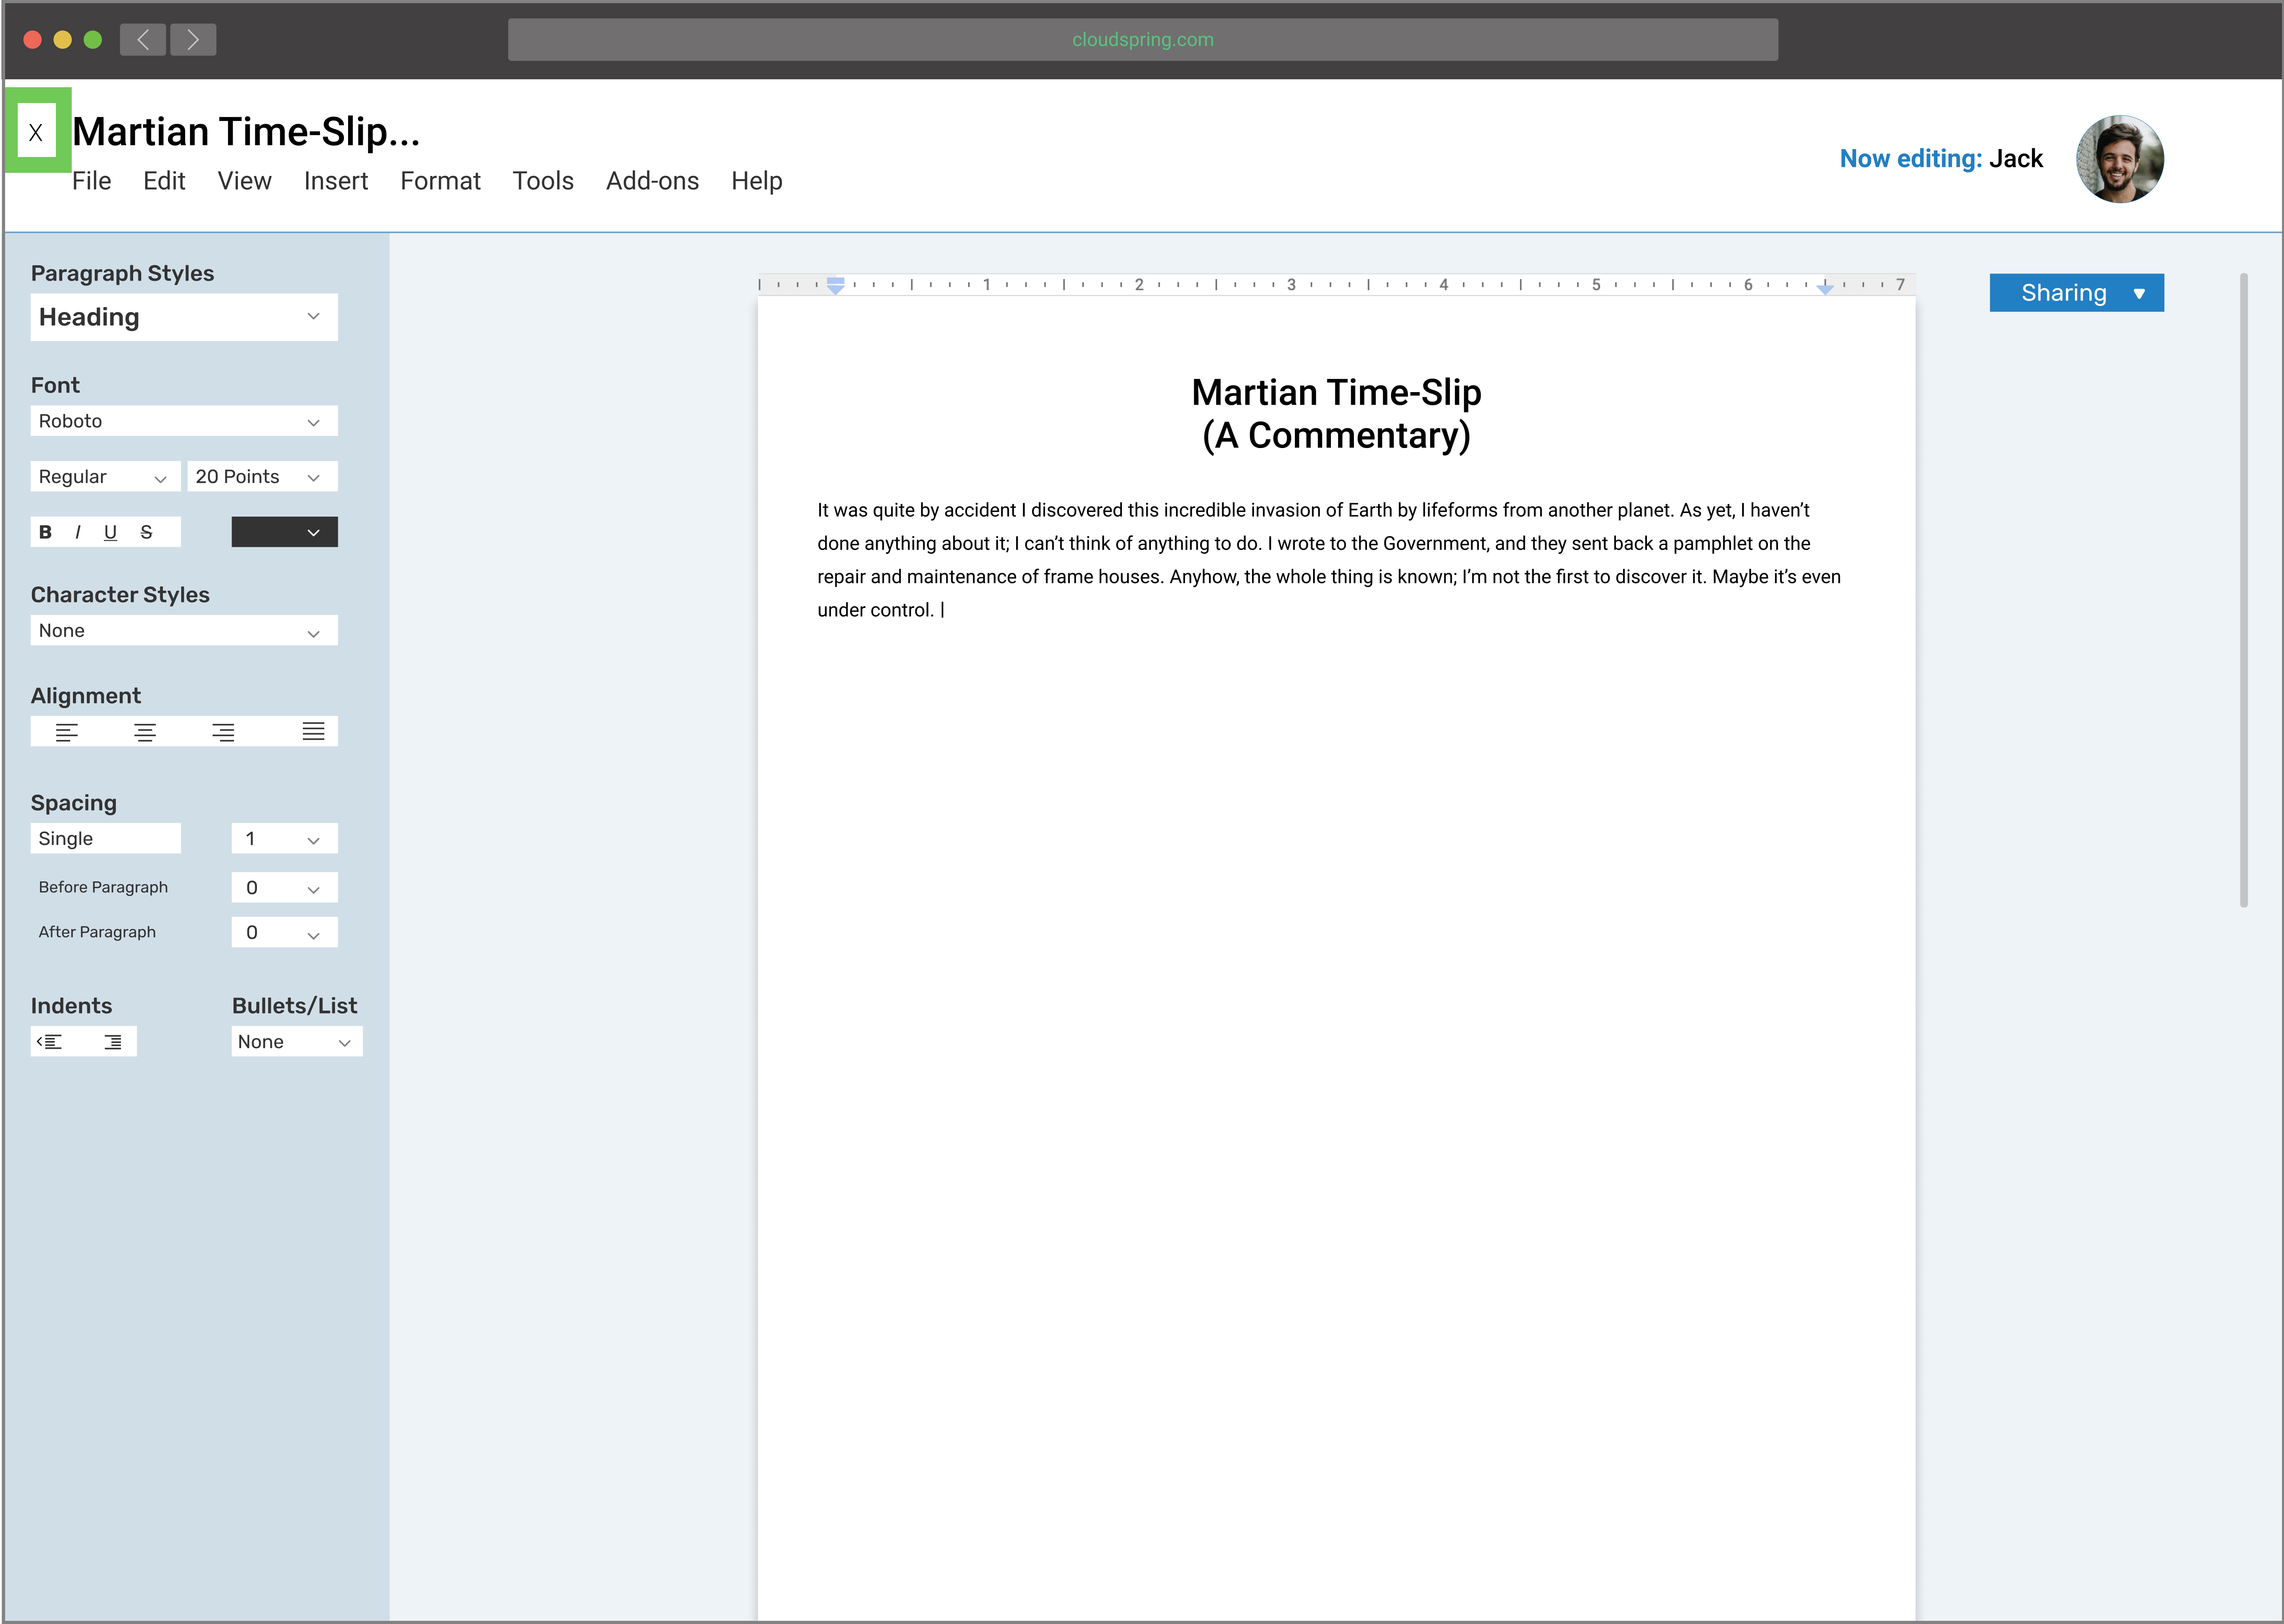 cloudspring.com
X
Martian Time-Slip...
File Edit View Insert Format Tools Add-ons Help
Now editing: Jack
Paragraph Styles
Heading
Font
Roboto
Regular 20 Points
B I U S
Character Styles
None
Alignment
Spacing
Single 1
Before Paragraph 0
After Paragraph 0
Indents Bullets/List
None
1 2 3 4 5 6 7
Sharing
Martian Time-Slip
(A Commentary)
It was quite by accident I discovered this incredible invasion of Earth by lifeforms from another planet. As yet, I haven’t
done anything about it; I can’t think of anything to do. I wrote to the Government, and they sent back a pamphlet on the
repair and maintenance of frame houses. Anyhow, the whole thing is known; I’m not the first to discover it. Maybe it’s even
under control.